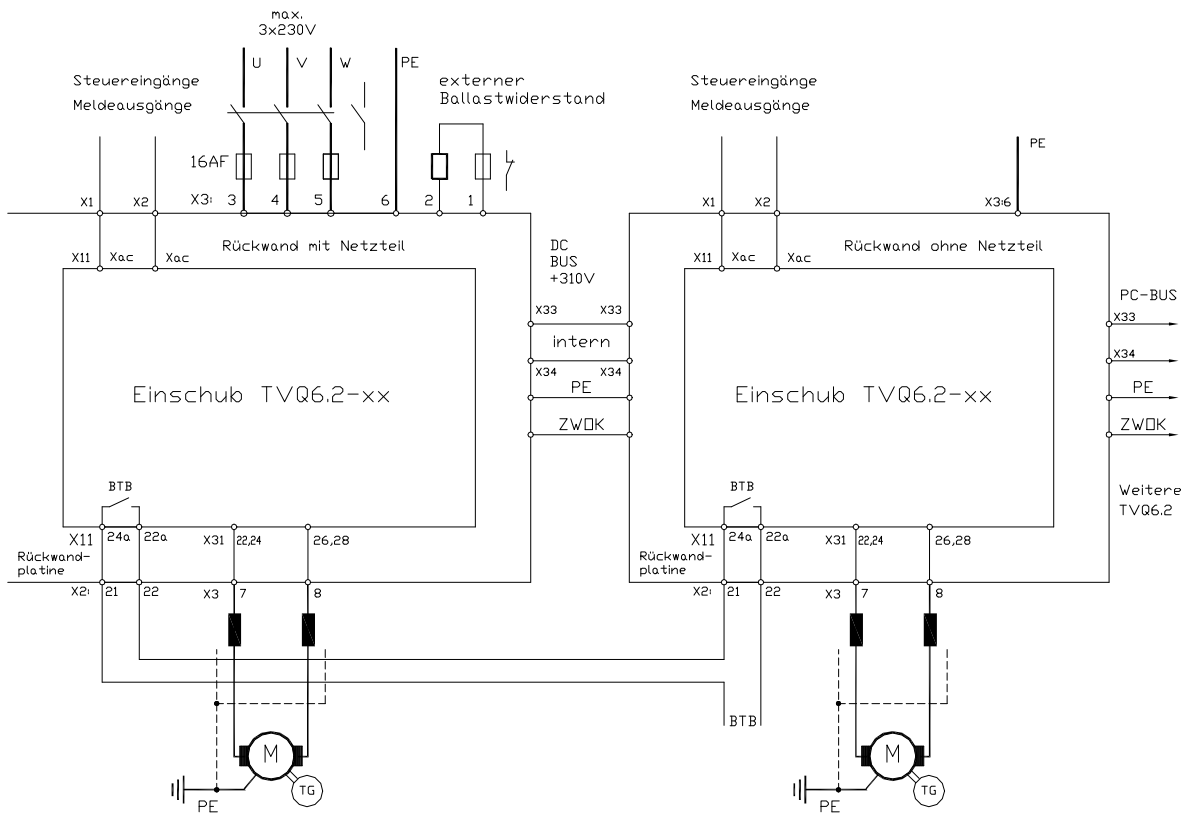 max.
3x230V
U V W PE
Steuereingänge
Meldeausgänge
externer
Ballastwiderstand
Steuereingänge
Meldeausgänge
PE
16AF
X1 X2 X3: 3 4 5 6 2 1
X1 X2 X3:6
Rückwand mit Netzteil
X11 Xac Xac
DC
BUS
+310V
Rückwand ohne Netzteil
X11 Xac Xac
PC-BUS
X33 X33 X33
intern
X34 X34 X34
PE PE
Einschub TVQ6.2-xx
Einschub TVQ6.2-xx
ZWOK ZWOK
BTB BTB
Weitere
TVQ6.2
X11 24a 22a X31 22,24 26,28
X11 24a 22a X31 22,24 26,28
Rückwand-
platine
Rückwand-
platine
X2: 21 22 X3 7 8
X2: 21 22 X3 7 8
BTB
M M
TG TG
PE PE